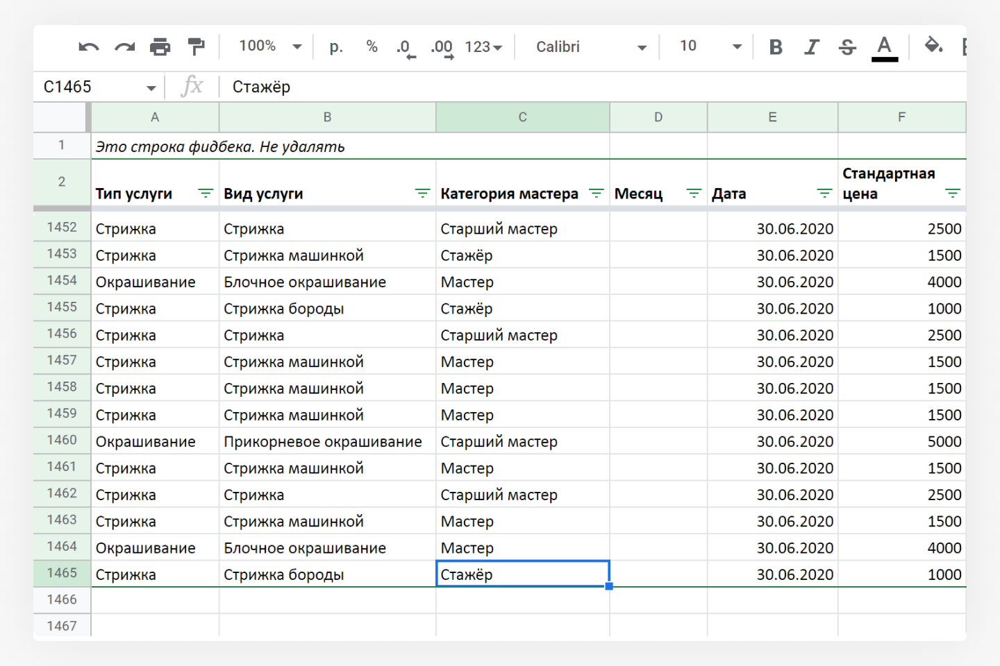 100% р. % .0 .00 123 Calibri 10 B I S A
C1465 fx Стажёр
A B C D E F
1 Это строка фидбека. Не удалять
2 Тип услуги Вид услуги Категория мастера Месяц Дата Стандартная цена
1452 Стрижка Стрижка Старший мастер 30.06.2020 2500
1453 Стрижка Стрижка машинкой Стажёр 30.06.2020 1500
1454 Окрашивание Блочное окрашивание Мастер 30.06.2020 4000
1455 Стрижка Стрижка бороды Стажёр 30.06.2020 1000
1456 Стрижка Стрижка Старший мастер 30.06.2020 2500
1457 Стрижка Стрижка машинкой Мастер 30.06.2020 1500
1458 Стрижка Стрижка машинкой Мастер 30.06.2020 1500
1459 Стрижка Стрижка машинкой Мастер 30.06.2020 1500
1460 Окрашивание Прикорневое окрашивание Старший мастер 30.06.2020 5000
1461 Стрижка Стрижка машинкой Мастер 30.06.2020 1500
1462 Стрижка Стрижка Старший мастер 30.06.2020 2500
1463 Стрижка Стрижка машинкой Мастер 30.06.2020 1500
1464 Окрашивание Блочное окрашивание Мастер 30.06.2020 4000
1465 Стрижка Стрижка бороды Стажёр 30.06.2020 1000
1466
1467